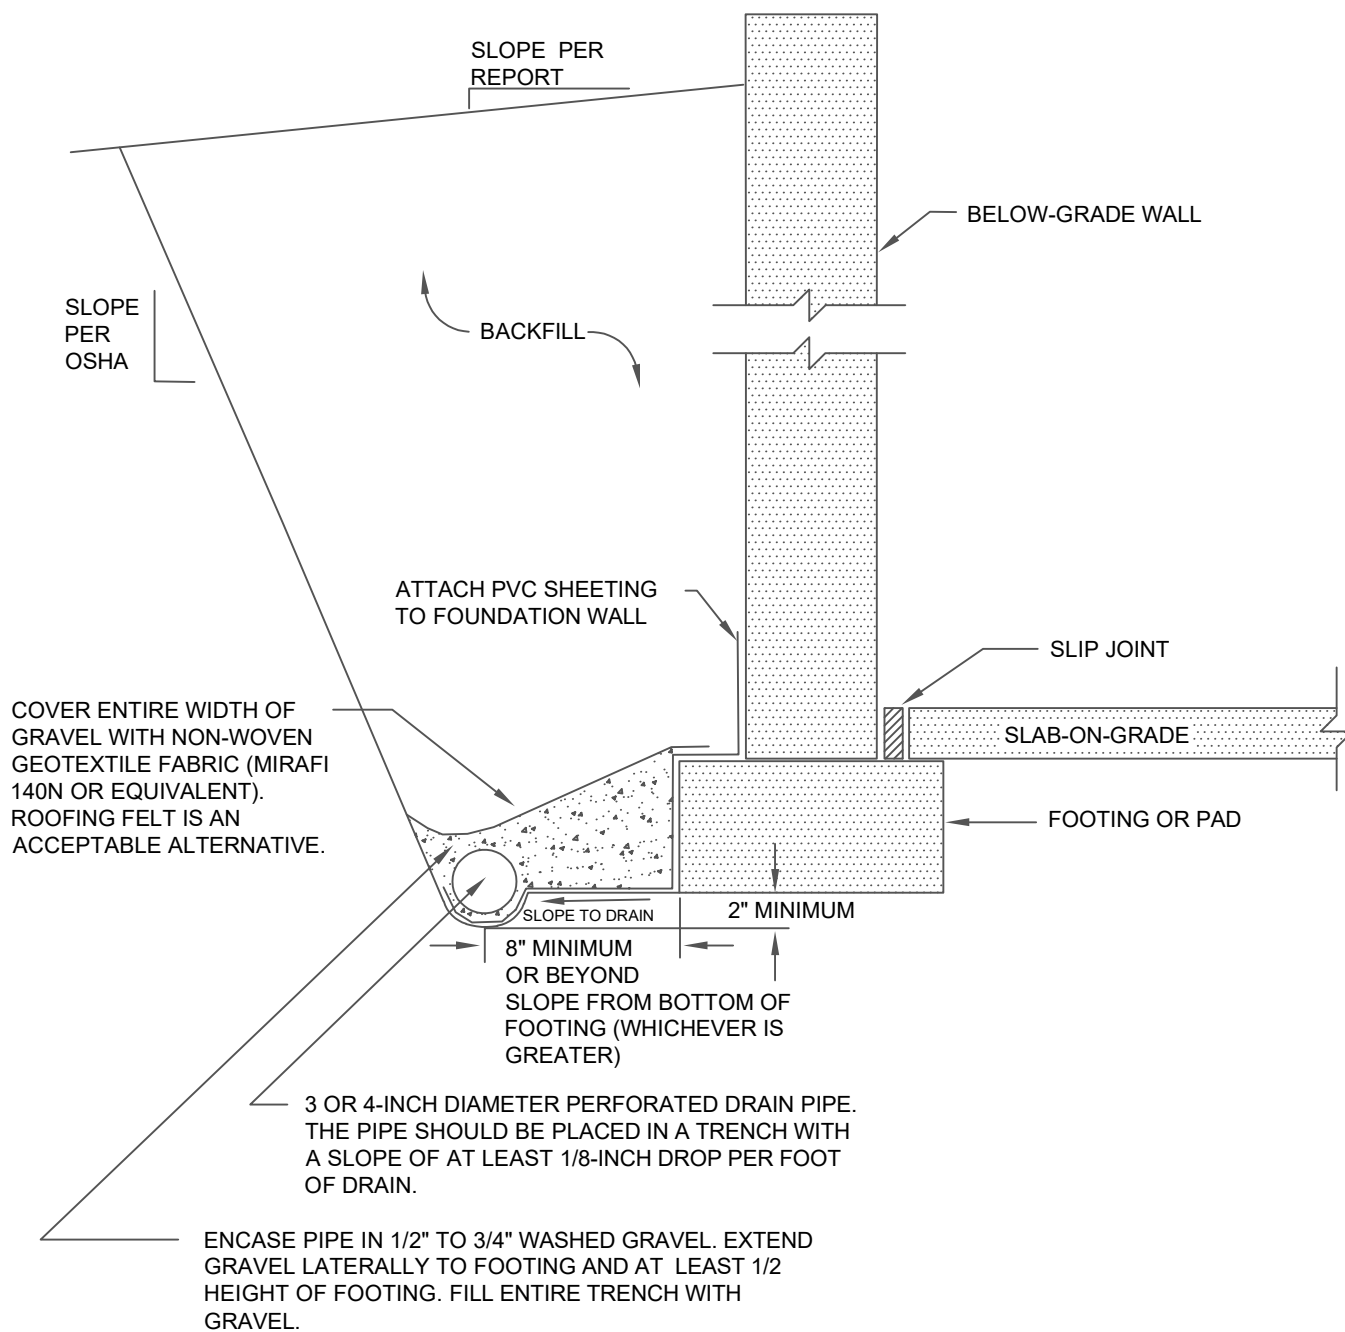 SLOPE PER
REPORT
BELOW-GRADE WALL
SLOPE
PER
OSHA
BACKFILL
ATTACH PVC SHEETING
TO FOUNDATION WALL
SLIP JOINT
COVER ENTIRE WIDTH OF
GRAVEL WITH NON-WOVEN
GEOTEXTILE FABRIC (MIRAFI
140N OR EQUIVALENT).
ROOFING FELT IS AN
ACCEPTABLE ALTERNATIVE.
SLAB-ON-GRADE
FOOTING OR PAD
SLOPE TO DRAIN
2" MINIMUM
8" MINIMUM
OR BEYOND
SLOPE FROM BOTTOM OF
FOOTING (WHICHEVER IS
GREATER)
3 OR 4-INCH DIAMETER PERFORATED DRAIN PIPE.
THE PIPE SHOULD BE PLACED IN A TRENCH WITH
A SLOPE OF AT LEAST 1/8-INCH DROP PER FOOT
OF DRAIN.
ENCASE PIPE IN 1/2" TO 3/4" WASHED GRAVEL. EXTEND
GRAVEL LATERALLY TO FOOTING AND AT LEAST 1/2
HEIGHT OF FOOTING. FILL ENTIRE TRENCH WITH
GRAVEL.